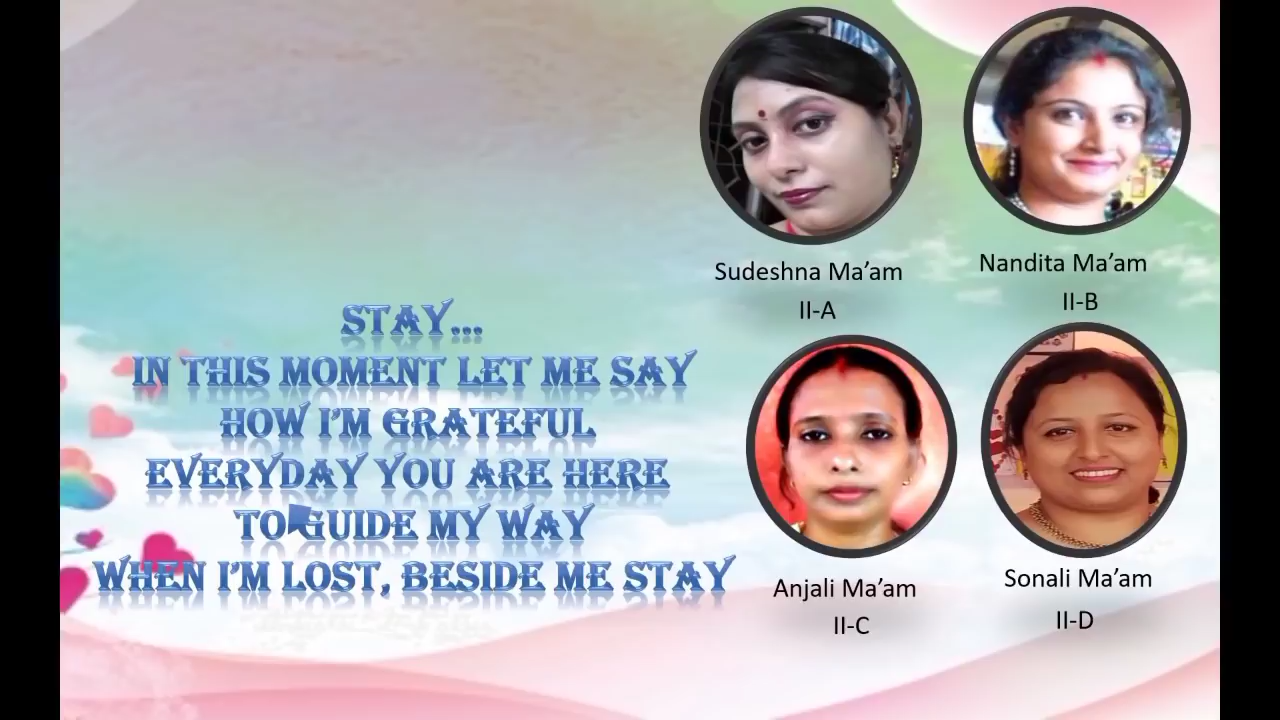 STAY...
IN THIS MOMENT LET ME SAY
HOW I'M GRATEFUL
EVERYDAY YOU ARE HERE
TO GUIDE MY WAY
WHEN I'M LOST, BESIDE ME STAY
Sudeshna Ma’am
II-A
Nandita Ma’am
II-B
Anjali Ma’am
II-C
Sonali Ma’am
II-D